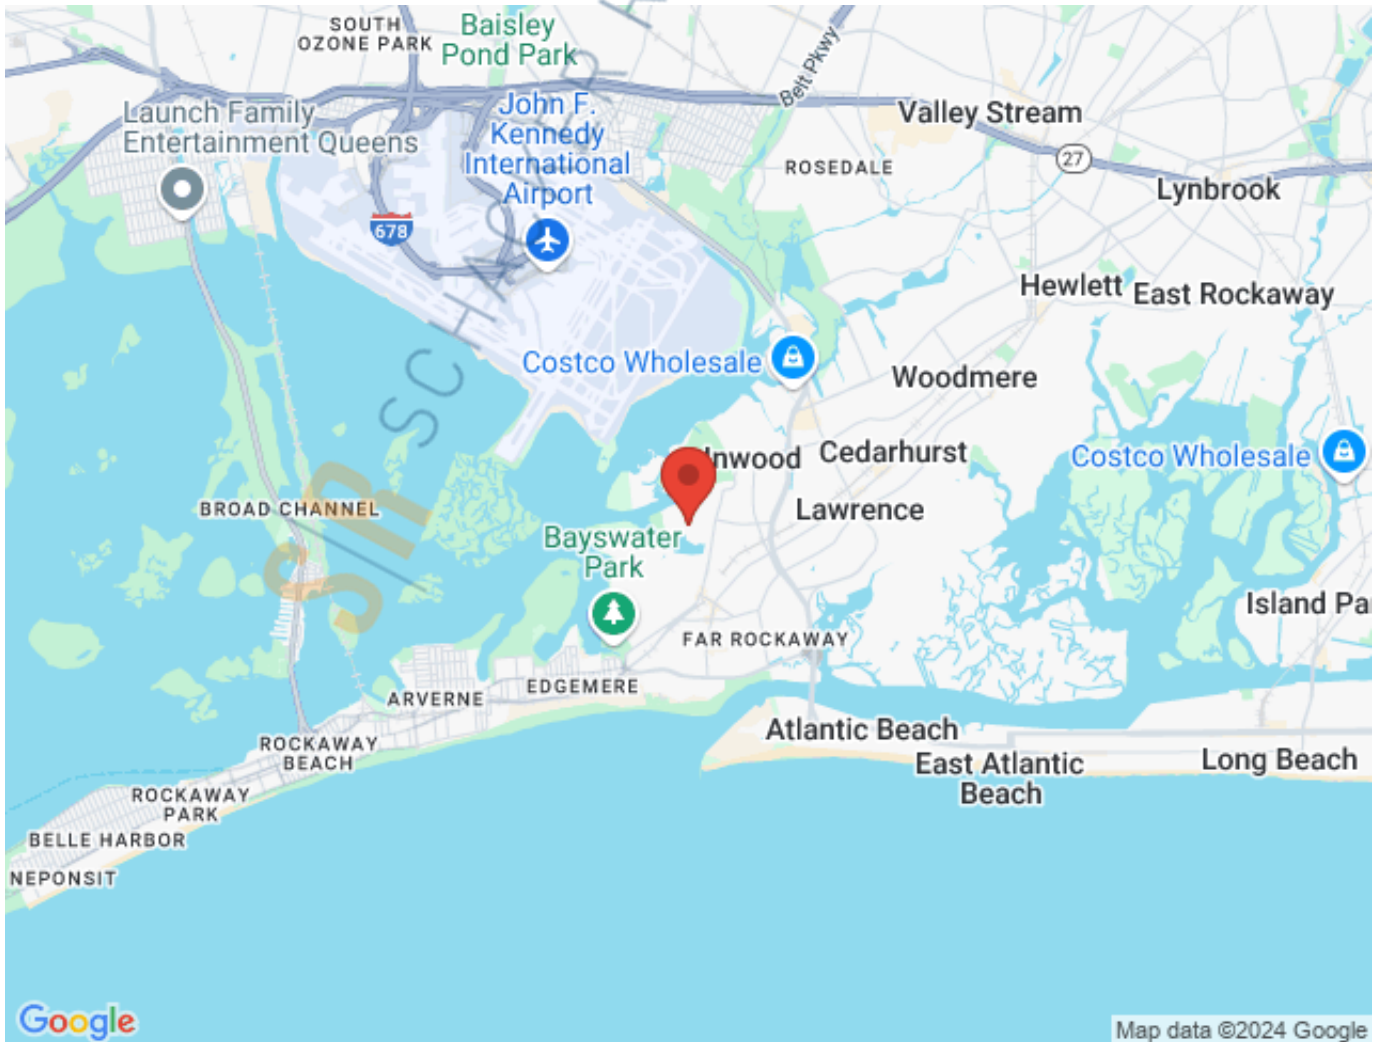 SOUTH
OZONE PARK
Baisley
Pond Park
Belt Pkwy
Launch Family
Entertainment Queens
John F.
Kennedy
International
Airport
Valley Stream
27
ROSEDALE
Lynbrook
678
Hewlett
East Rockaway
Costco Wholesale
Woodmere
Inwood
Cedarhurst
Costco Wholesale
BROAD CHANNEL
Lawrence
Bayswater
Park
Island Pa
FAR ROCKAWAY
EDGEMERE
ARVERNE
Atlantic Beach
ROCKAWAY
BEACH
East Atlantic
Beach
Long Beach
ROCKAWAY
PARK
BELLE HARBOR
NEPONSIT
SIR
Google
Map data ©2024 Google